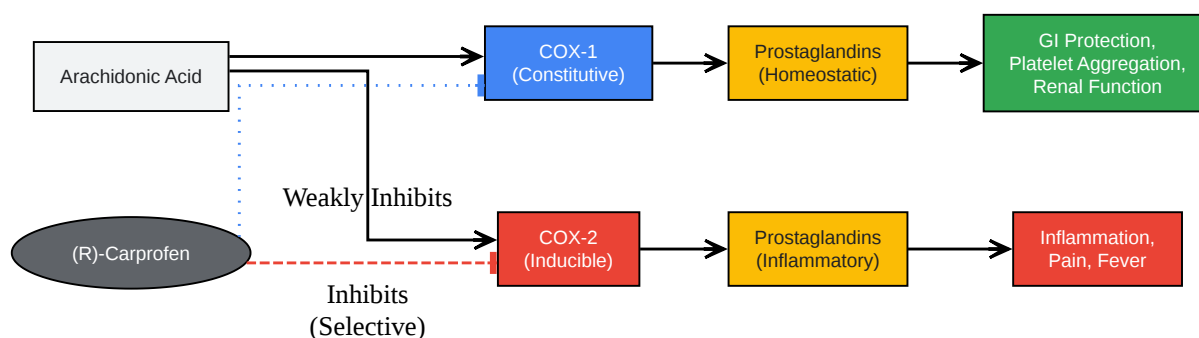 Arachidonic Acid
COX-1
(Constitutive)
Prostaglandins
(Homeostatic)
GI Protection,
Platelet Aggregation,
Renal Function
Weakly Inhibits
(R)-Carprofen
COX-2
(Inducible)
Prostaglandins
(Inflammatory)
Inflammation,
Pain, Fever
Inhibits
(Selective)